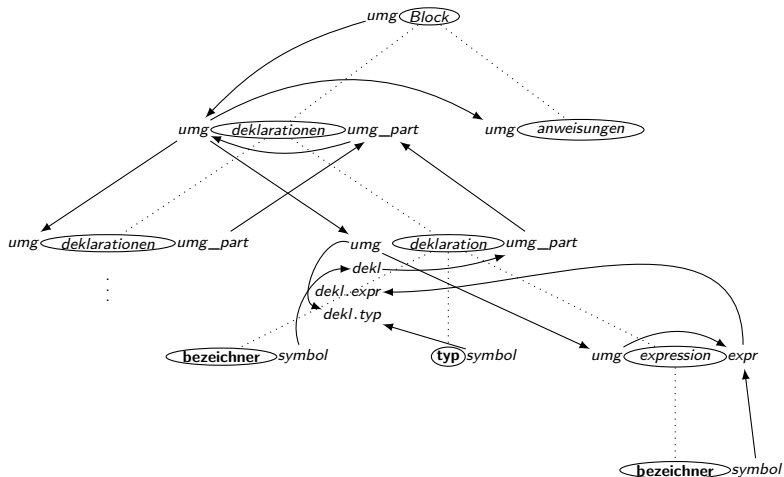 umg Block
umg deklarationen umg_part umg anweisungen
umg deklarationen umg_part umg deklaration umg_part
dekl
dekl.expr
dekl.typ
bezeichner symbol typ symbol umg expression expr
bezeichner symbol